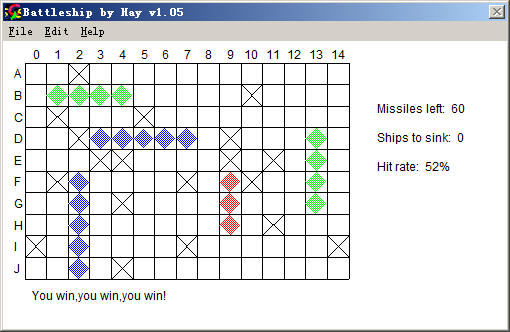 Battleship by Hay v1.05
File Edit Help
0 1 2 3 4 5 6 7 8 9 10 11 12 13 14
A
B
Missiles left: 60
C
D
Ships to sink: 0
E
Hit rate: 52%
F
G
H
I
J
You win,you win,you win!